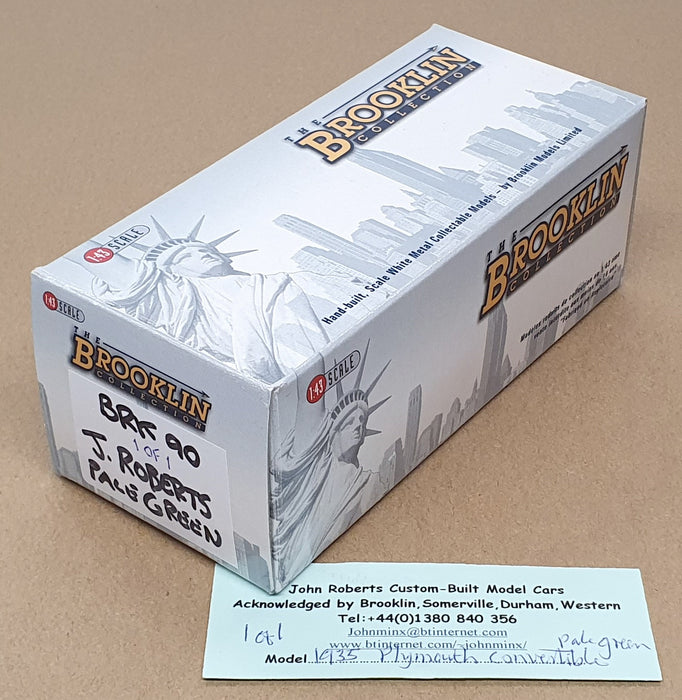 THE
BROOKLIN
COLLECTION
1:43 SCALE
Hand-built, Scale White Metal Collectable Models - by Brooklin Models Limited
THE
BROOKLIN
COLLECTION
1:43 SCALE
1:43 SCALE
THE
BROOKLIN
COLLECTION
BRK 90
1 OF 1
J. ROBERTS
PALE GREEN
John Roberts Custom-Built Model Cars
Acknowledged by Brooklin, Somerville, Durham, Western
Tel:+44(0)1380 840 356
Johnminx@btinternet.com
1 of 1 www.btinternet.com/~johnminx/ pale green
Model 1935 Plymouth convertible